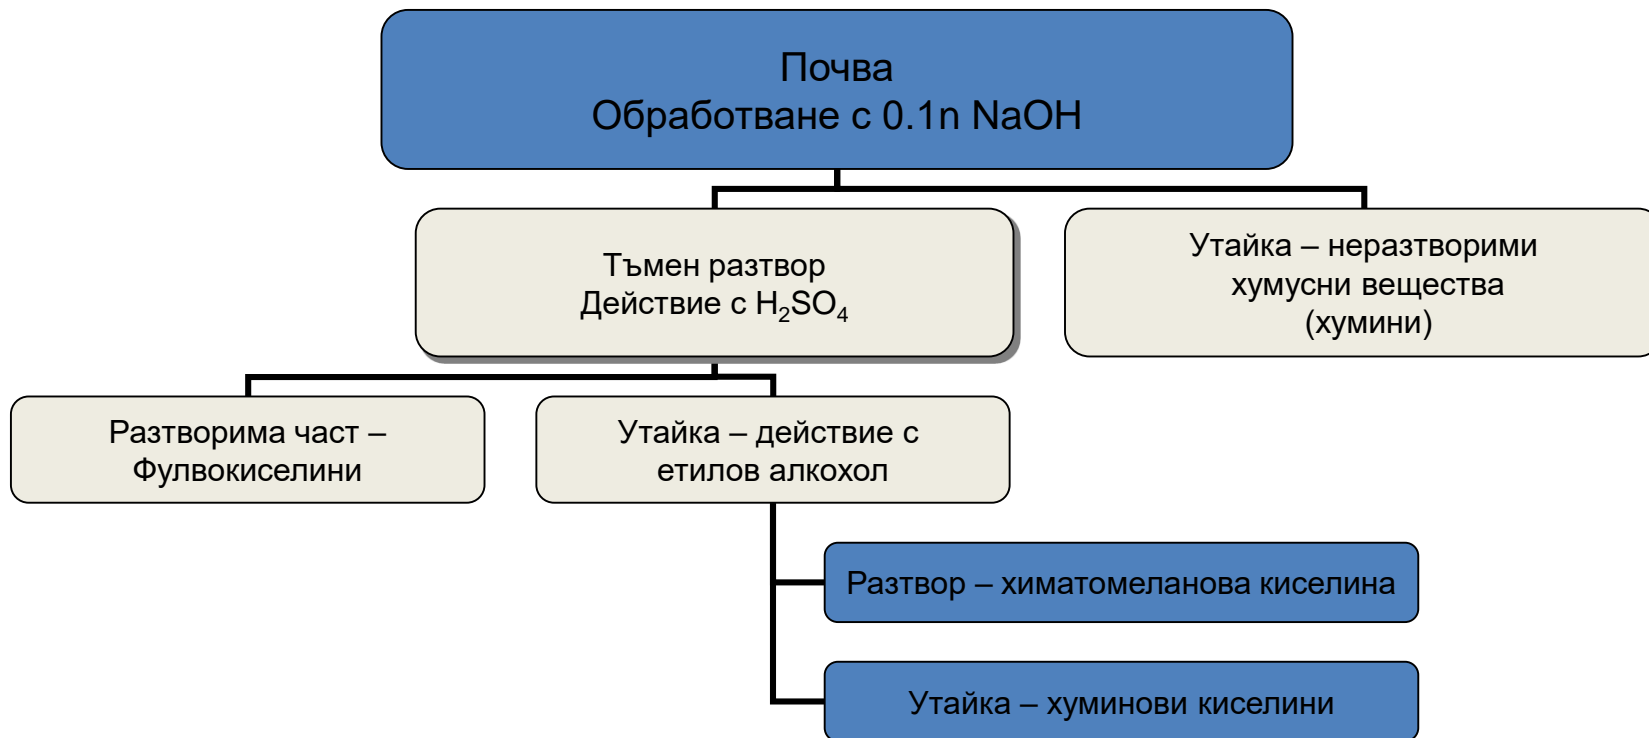 Почва
Обработване с 0.1n NaOH
Тъмен разтвор
Действие с H₂SO₄
Утайка – неразтворими
хумусни вещества
(хумини)
Разтворима част –
Фулвокиселини
Утайка – действие с
етилов алкохол
Разтвор – химатомеланова киселина
Утайка – хуминови киселини